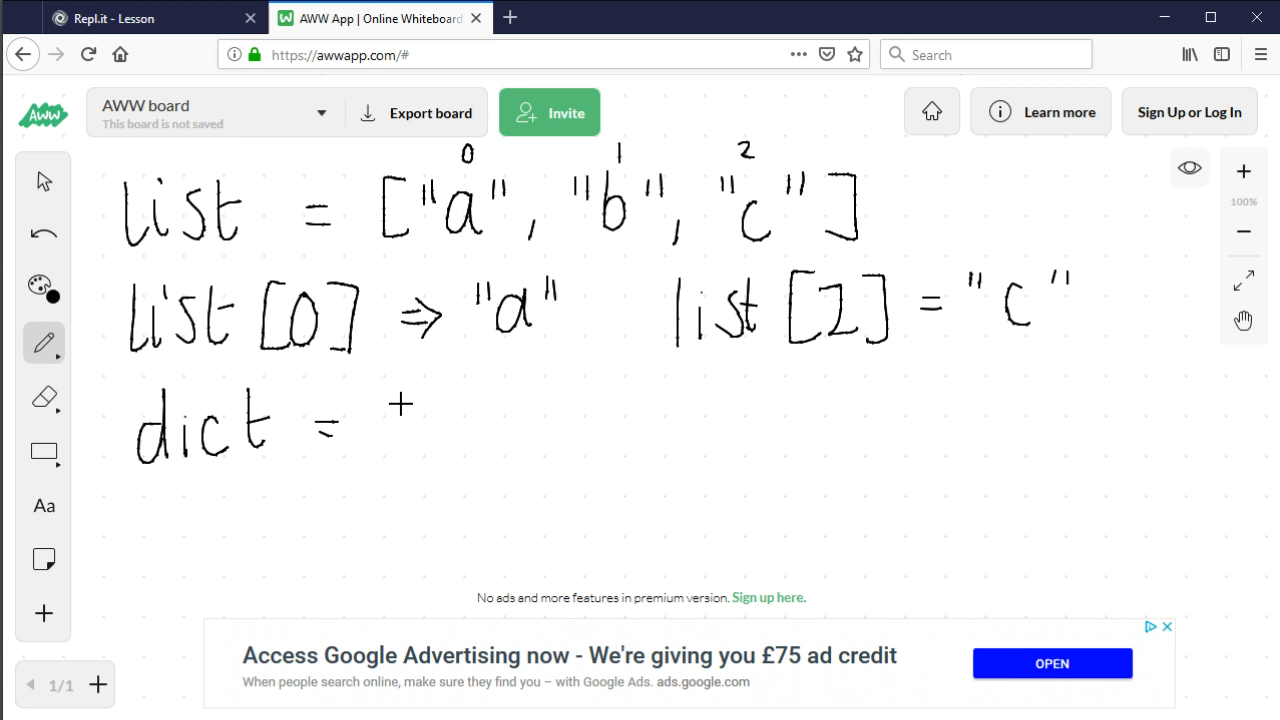 Repl.it - Lesson
AWW App | Online Whiteboard
https://awwapp.com/#
Search
AWW
AWW board
This board is not saved
Export board
Invite
Learn more
Sign Up or Log In
100%
0 1 2
list = ["a", "b", "c"]
list[0] => "a" list[2] = "c"
dict =
Aa
No ads and more features in premium version. Sign up here.
Access Google Advertising now - We're giving you £75 ad credit
When people search online, make sure they find you – with Google Ads. ads.google.com
OPEN
1/1